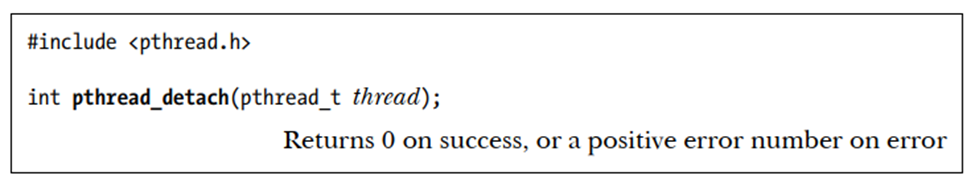 #include <pthread.h>
int pthread_detach(pthread_t thread);
Returns 0 on success, or a positive error number on error